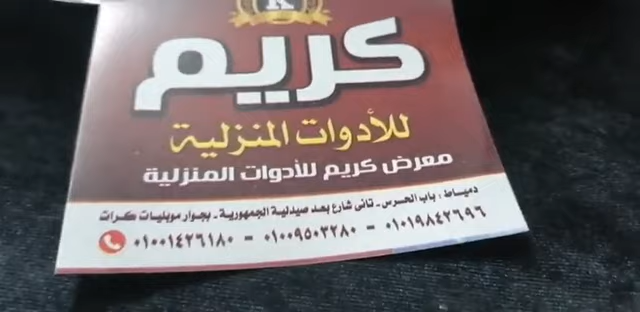 K
كريم
للأدوات المنزلية
معرض كريم للأدوات المنزلية
دمياط : باب الحرس - تانى شارع بعد صيدلية الجمهورية - بجوار موبليات كرات
٠١٠١٩٨٤٢٦٩٦ - ٠١٠٠٩٥٠٣٢٨٠ - ٠١٠٠١٤٢٦١٨٠